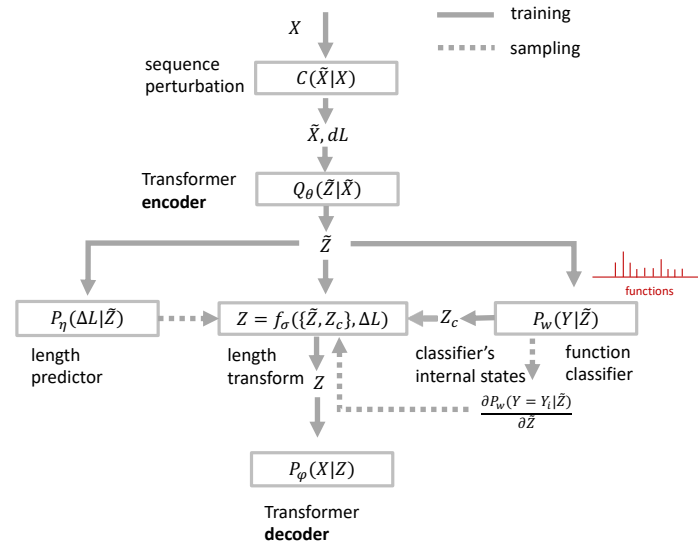 training
X
sampling
sequence
perturbation
C(X̃|X)
X̃, dL
Transformer
encoder
Q_θ(Z̃|X̃)
Z̃
functions
P_η(ΔL|Z̃)
Z = f_σ({Z̃, Z_c}, ΔL)
Z_c
P_w(Y|Z̃)
length
predictor
length
transform
classifier's
internal states
function
classifier
Z
∂P_w(Y = Y_i|Z̃)
∂Z̃
P_φ(X|Z)
Transformer
decoder